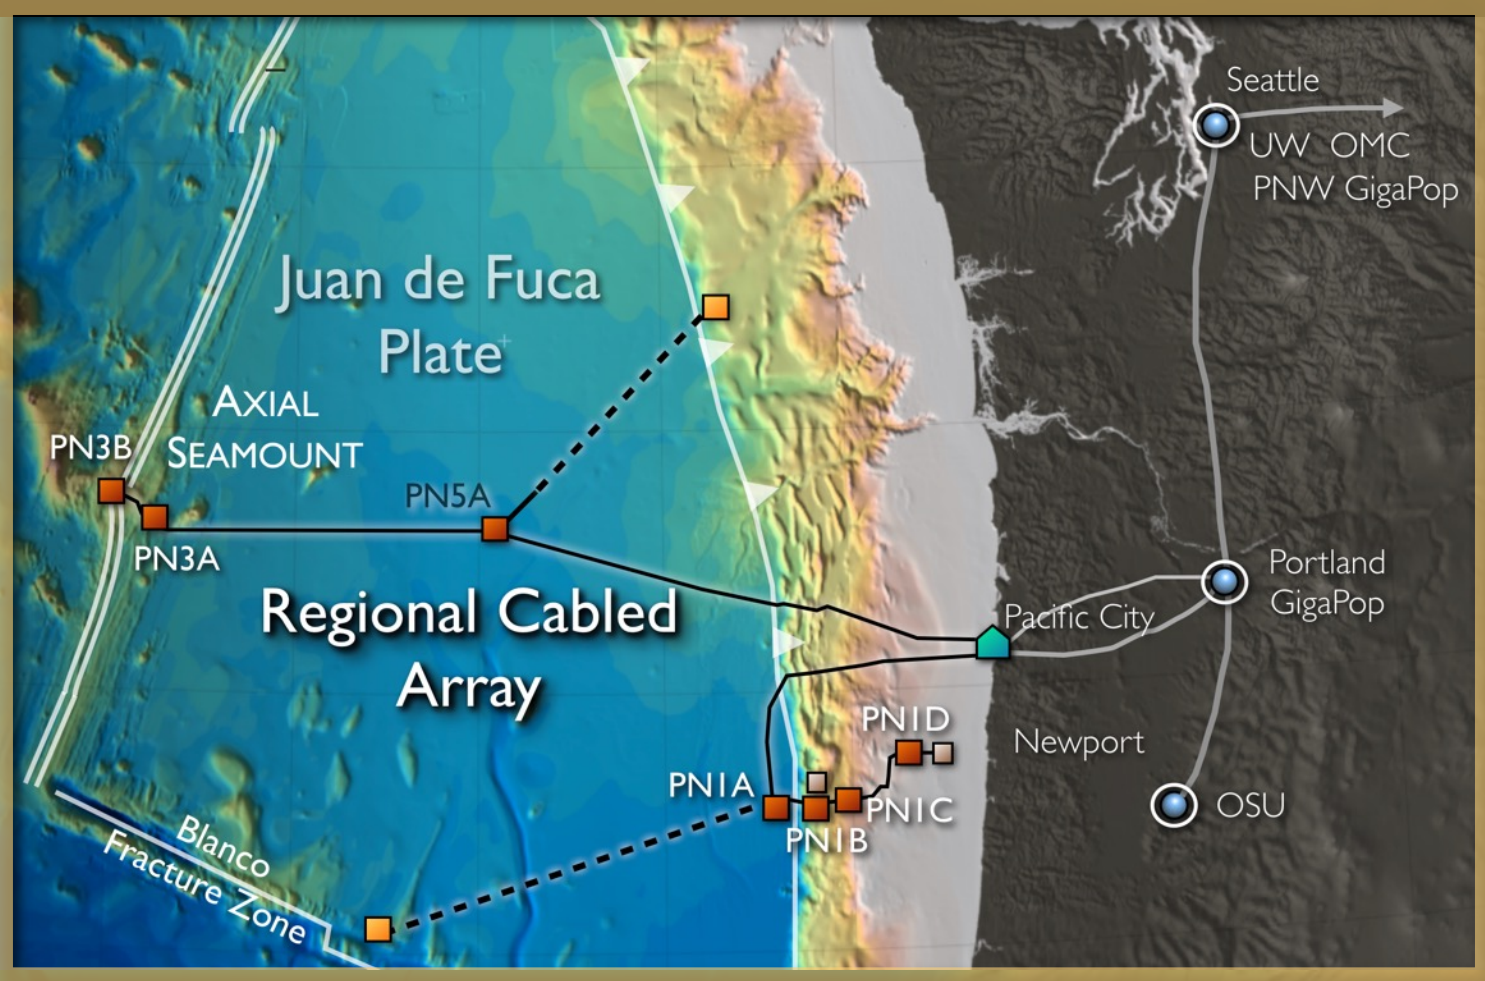 Seattle
UW OMC
PNW GigaPop
Juan de Fuca
Plate
AXIAL
SEAMOUNT
PN3B
PN5A
PN3A
Portland
GigaPop
Pacific City
Regional Cabled
Array
PN1D
Newport
PN1A
PN1C
PN1B
OSU
Blanco
Fracture Zone